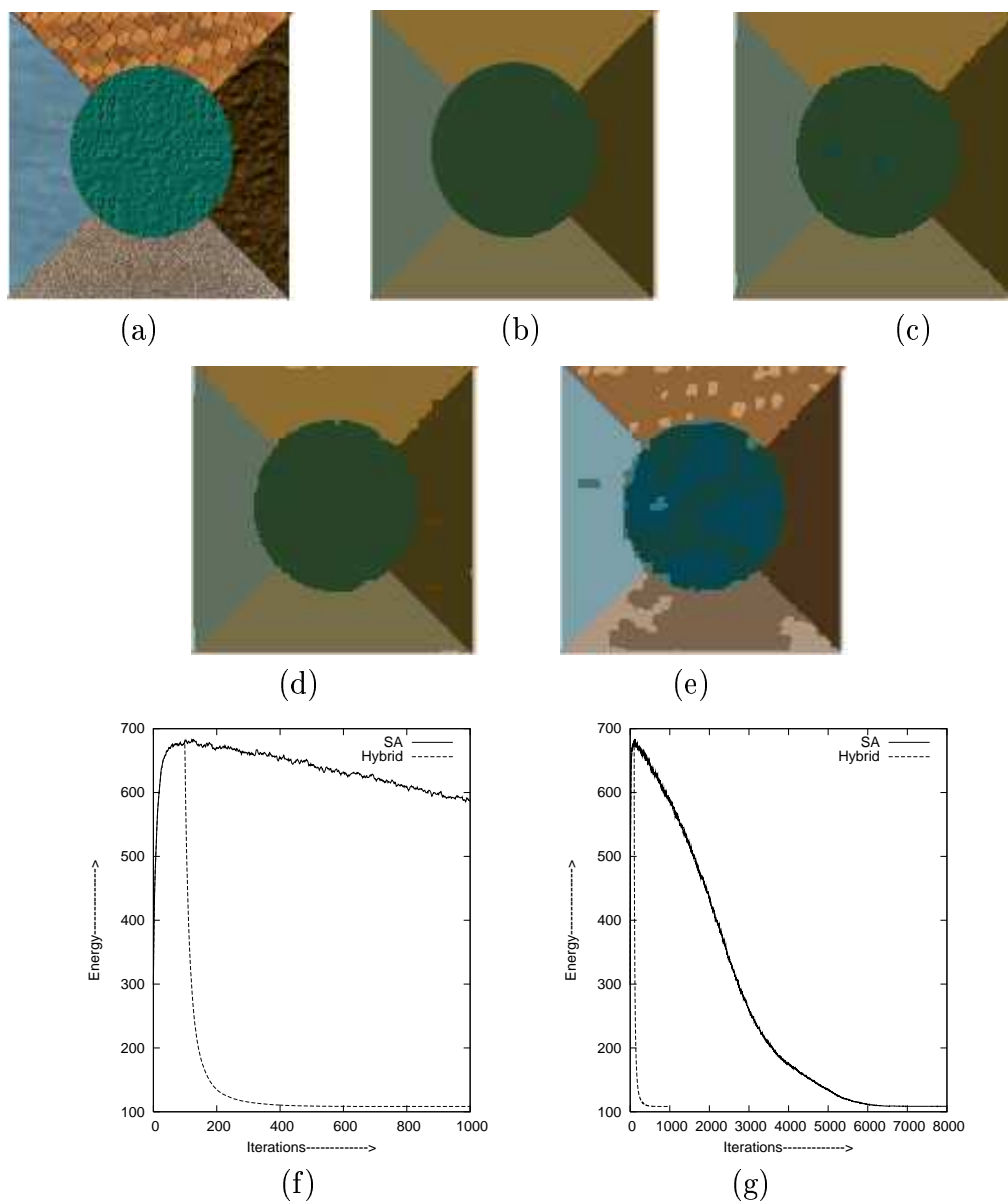 (a)
(b)
(c)
(d)
(e)
700
600
500
400
300
200
100
0
200
400
600
800
1000
Energy------------->
Iterations------------->
SA
Hybrid
(f)
700
600
500
400
300
200
100
0
1000
2000
3000
4000
5000
6000
7000
8000
Energy------------->
Iterations------------->
SA
Hybrid
(g)